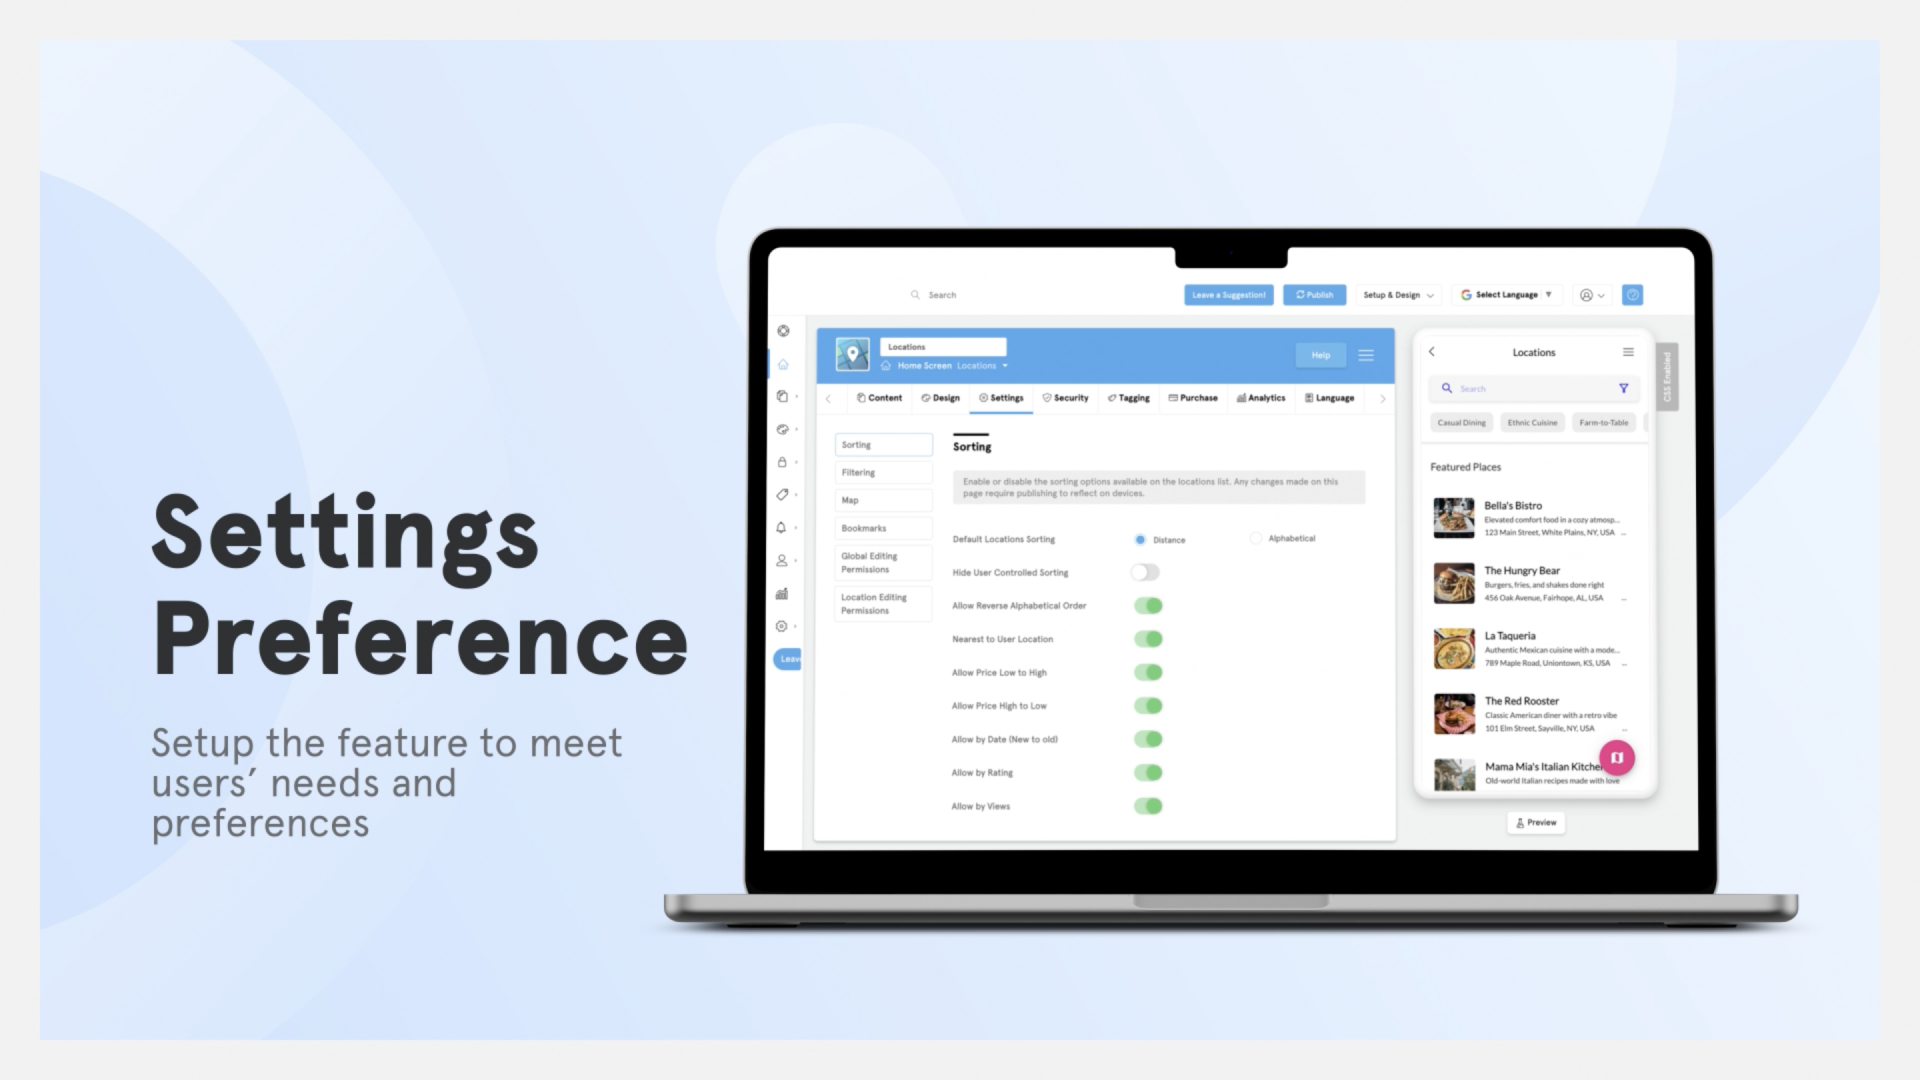 Settings
Preference
Setup the feature to meet
users’ needs and
preferences
Search
Leave a Suggestion!
Publish
Setup & Design
Select Language
Leav
Locations
Home Screen Locations
Help
Content
Design
Settings
Security
Tagging
Purchase
Analytics
Language
Sorting
Filtering
Map
Bookmarks
Global Editing
Permissions
Location Editing
Permissions
Sorting
Enable or disable the sorting options available on the locations list. Any changes made on this
page require publishing to reflect on devices.
Default Locations Sorting
Distance
Alphabetical
Hide User Controlled Sorting
Allow Reverse Alphabetical Order
Nearest to User Location
Allow Price Low to High
Allow Price High to Low
Allow by Date (New to old)
Allow by Rating
Allow by Views
Locations
CSS Enabled
Search
Casual Dining
Ethnic Cuisine
Farm-to-Table
Featured Places
Bella's Bistro
Elevated comfort food in a cozy atmosp...
123 Main Street, White Plains, NY, USA ...
The Hungry Bear
Burgers, fries, and shakes done right
456 Oak Avenue, Fairhope, AL, USA ...
La Taqueria
Authentic Mexican cuisine with a mode...
789 Maple Road, Uniontown, KS, USA ...
The Red Rooster
Classic American diner with a retro vibe
101 Elm Street, Sayville, NY, USA ...
Mama Mia's Italian Kitche
Old-world Italian recipes made with love
Preview